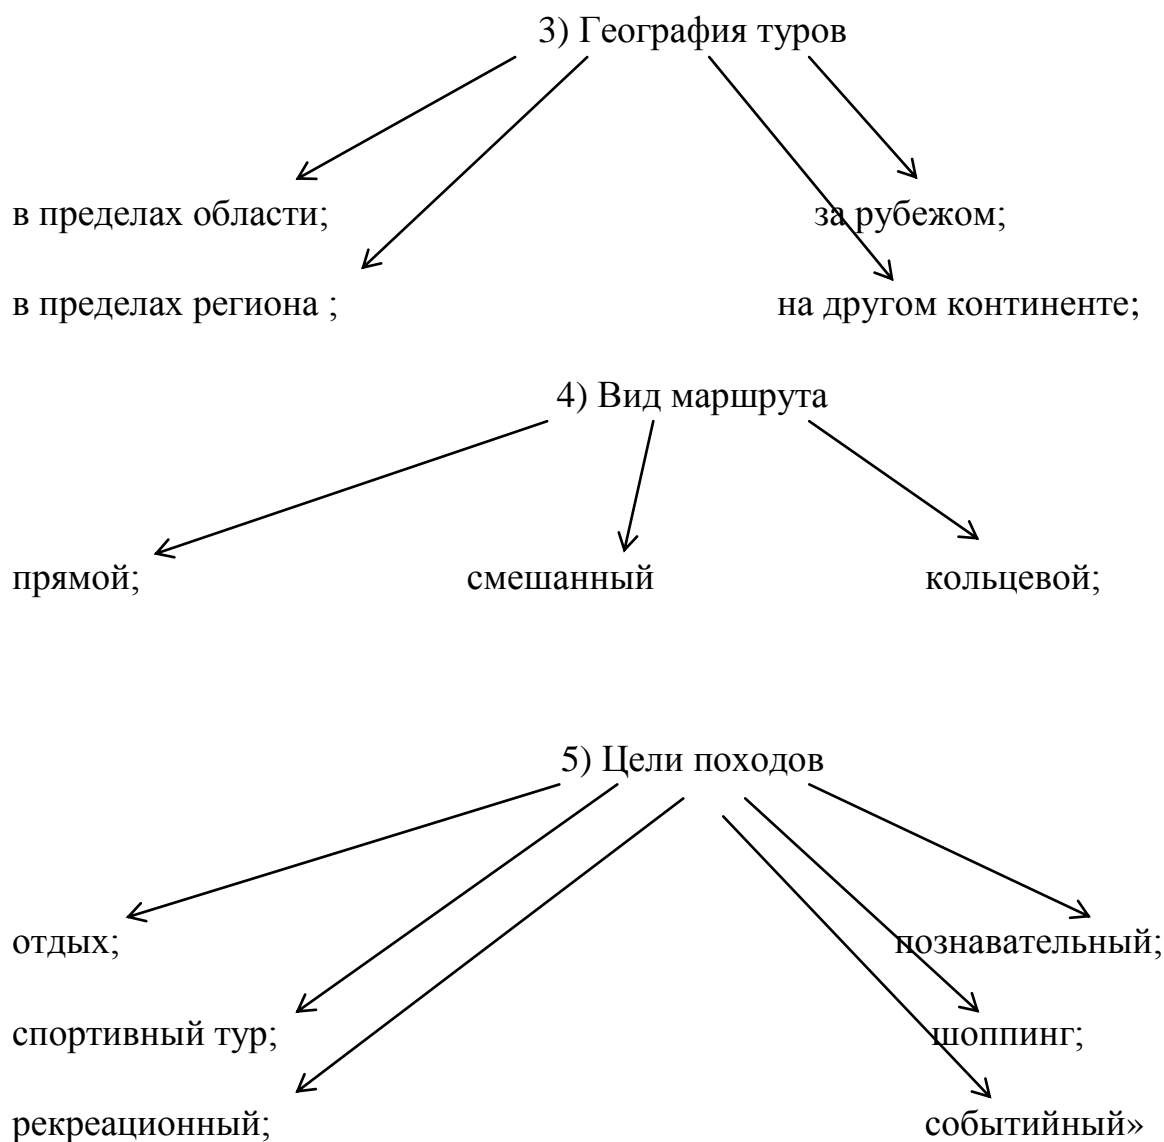 3) География туров
в пределах области; за рубежом;
в пределах региона ; на другом континенте;
4) Вид маршрута
прямой; смешанный кольцевой;
5) Цели походов
отдых; познавательный;
спортивный тур; шоппинг;
рекреационный; событийный»